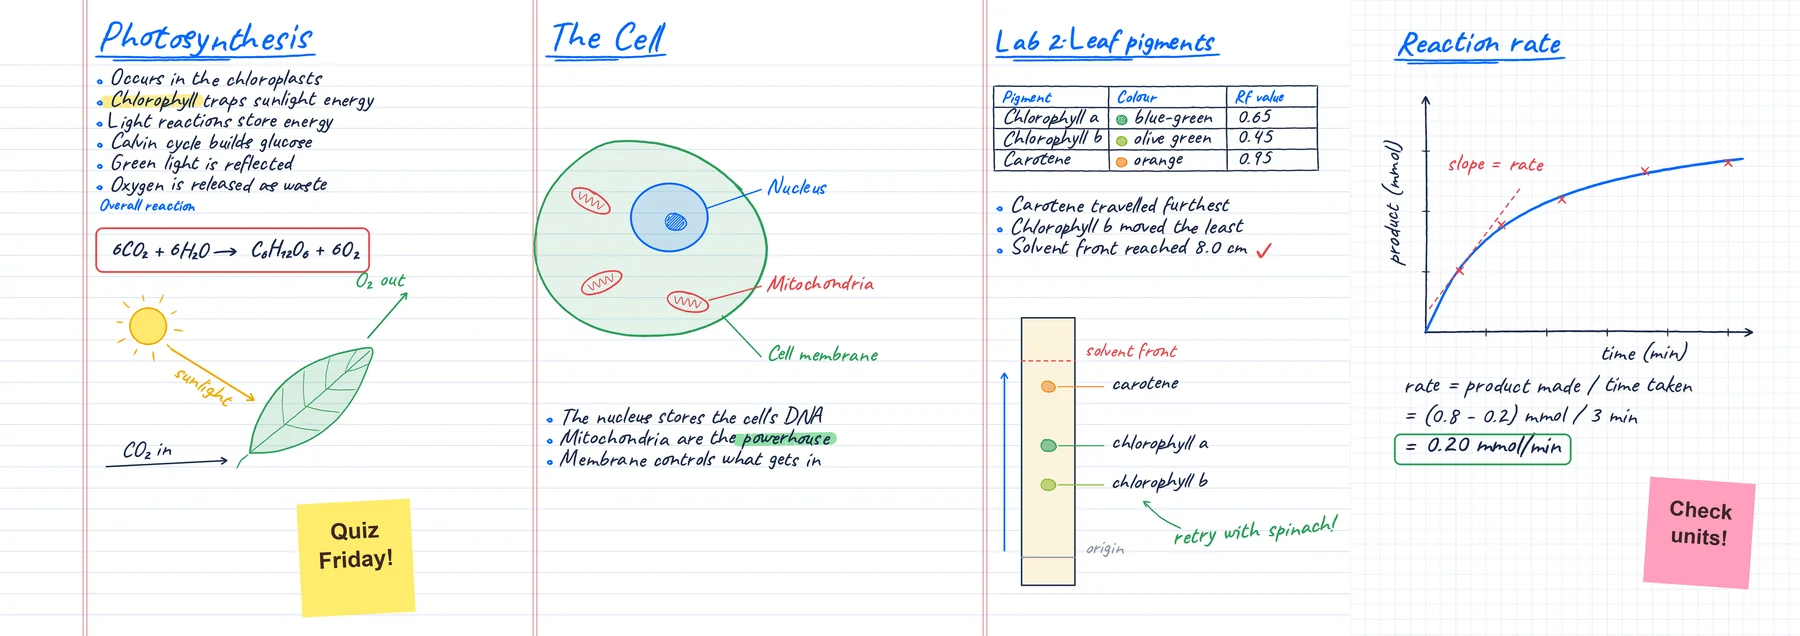 Photosynthesis
Occurs in the chloroplasts
Chlorophyll traps sunlight energy
Light reactions store energy
Calvin cycle builds glucose
Green light is reflected
Oxygen is released as waste
Overall reaction
6CO₂ + 6H₂O → C₆H₁₂O₆ + 6O₂
O₂ out
sunlight
CO₂ in
Quiz
Friday!
The Cell
Nucleus
Mitochondria
Cell membrane
The nucleus stores the cell's DNA
Mitochondria are the powerhouse
Membrane controls what gets in
Lab 2: Leaf pigments
Pigment Colour Rf value
Chlorophyll a blue-green 0.65
Chlorophyll b olive green 0.45
Carotene orange 0.95
Carotene travelled furthest
Chlorophyll b moved the least
Solvent front reached 8.0 cm ✓
solvent front
carotene
chlorophyll a
chlorophyll b
retry with spinach!
origin
Reaction rate
product (mmol)
slope = rate
time (min)
rate = product made / time taken
= (0.8 - 0.2) mmol / 3 min
= 0.20 mmol/min
Check
units!